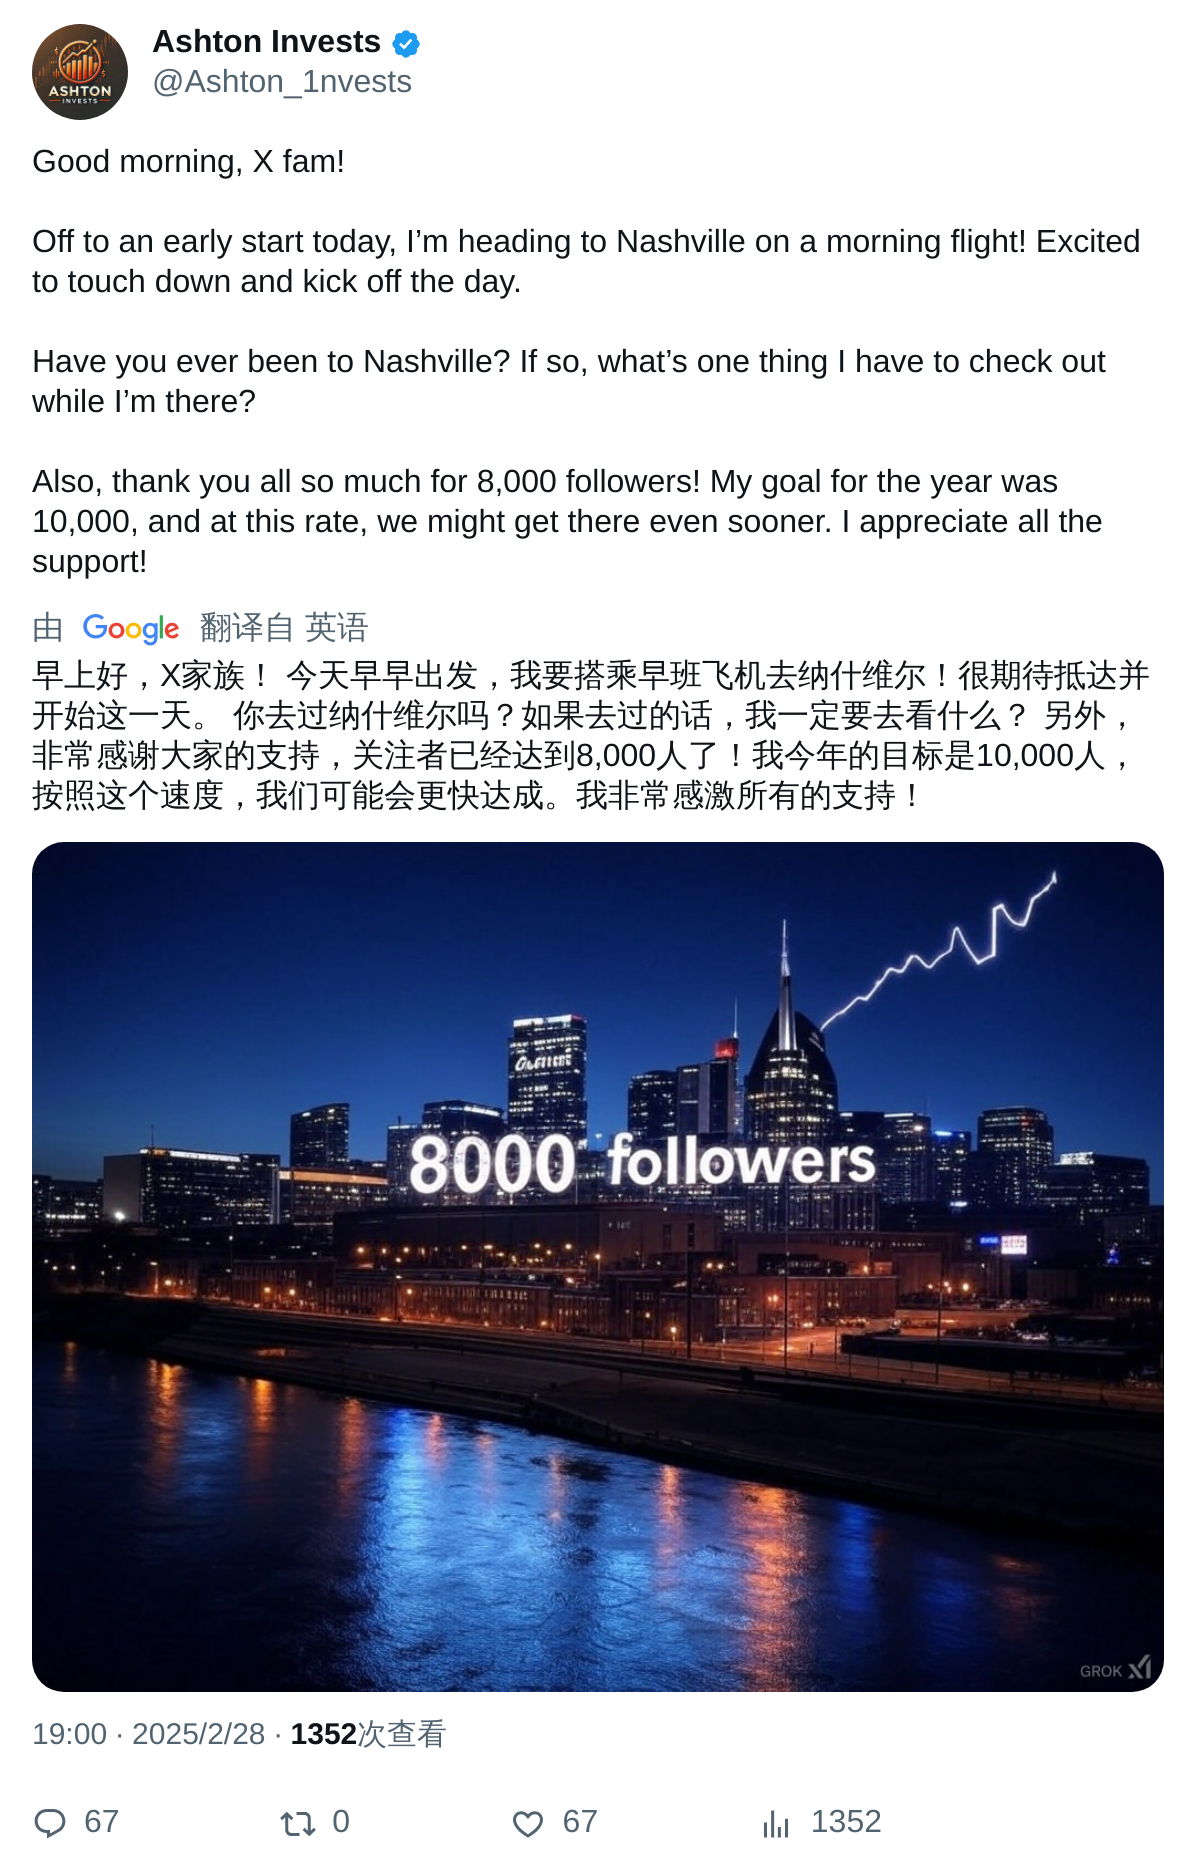 ASHTON
INVESTS
Ashton Invests
@Ashton_1nvests
Good morning, X fam!
Off to an early start today, I’m heading to Nashville on a morning flight! Excited
to touch down and kick off the day.
Have you ever been to Nashville? If so, what’s one thing I have to check out
while I’m there?
Also, thank you all so much for 8,000 followers! My goal for the year was
10,000, and at this rate, we might get there even sooner. I appreciate all the
support!
由 Google 翻译自 英语
早上好，X家族！ 今天早早出发，我要搭乘早班飞机去纳什维尔！很期待抵达并
开始这一天。 你去过纳什维尔吗？如果去过的话，我一定要去看什么？ 另外，
非常感谢大家的支持，关注者已经达到8,000人了！我今年的目标是10,000人，
按照这个速度，我们可能会更快达成。我非常感激所有的支持！
8000 followers
GROK
19:00 · 2025/2/28 · 1352次查看
67 0 67 1352